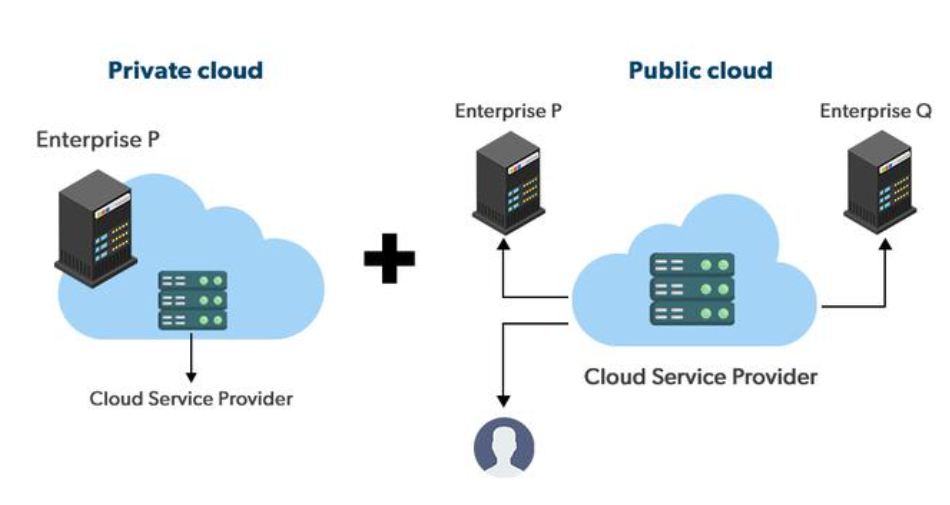 Private cloud
Public cloud
Enterprise P
Enterprise P
Enterprise Q
Cloud Service Provider
Cloud Service Provider